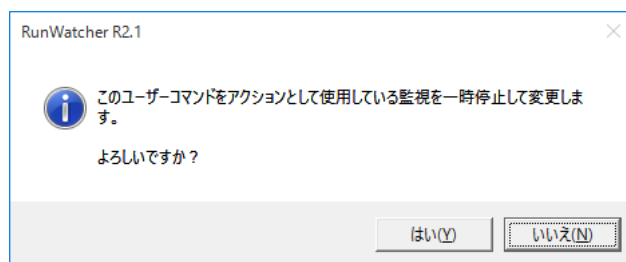 RunWatcher R2.1
このユーザーコマンドをアクションとして使用している監視を一時停止して変更しま
す。
よろしいですか？
はい(Y)
いいえ(N)